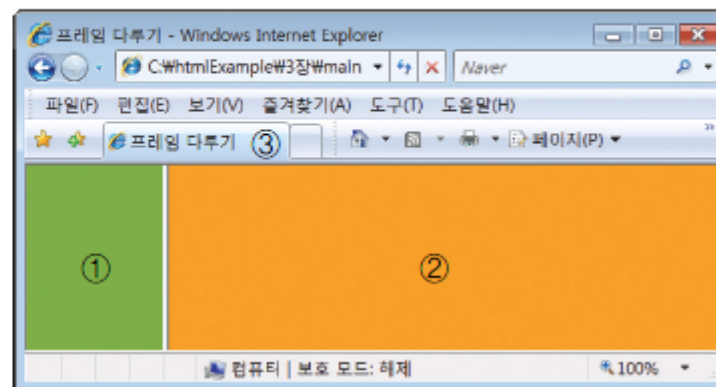 프레임 다루기 - Windows Internet Explorer
C:₩htmlExample₩3장₩main Naver
파일(F) 편집(E) 보기(V) 즐겨찾기(A) 도구(T) 도움말(H)
프레임 다루기 ③ 페이지(P) »
① ②
컴퓨터 | 보호 모드: 해제 100%